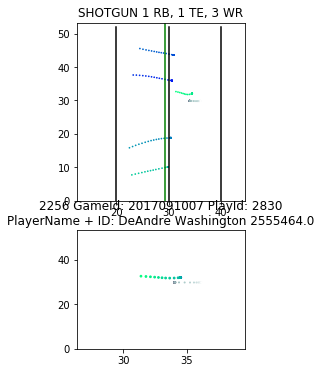 SHOTGUN 1 RB, 1 TE, 3 WR
50
40
30
20
10
0
20 30 40
2256 GameId: 2017091007 PlayId: 2830
PlayerName + ID: DeAndre Washington 2555464.0
40
20
0
30 35